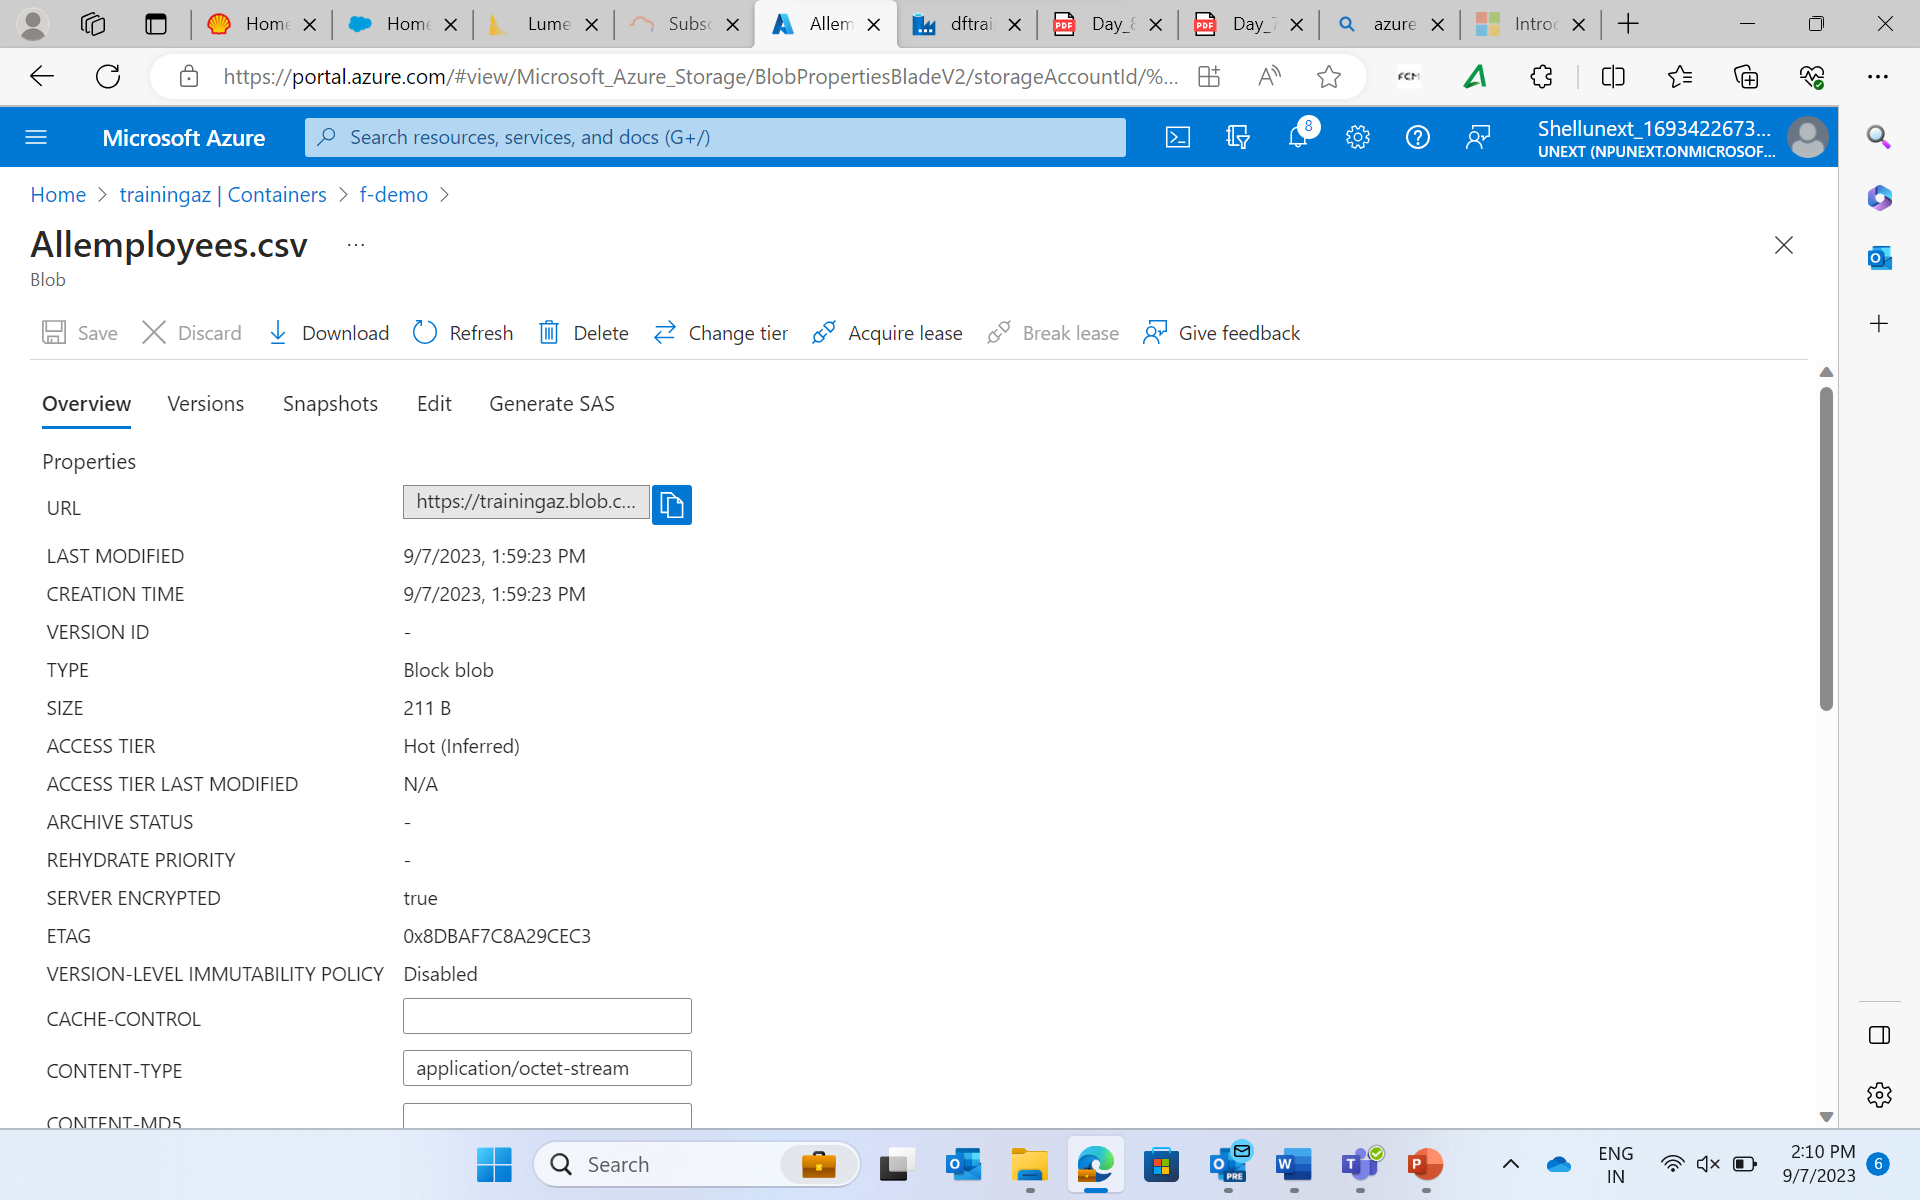 Home
Home
Lume
Subsc
Allem
dftrai
Day_8
Day_7
azure
Introd
https://portal.azure.com/#view/Microsoft_Azure_Storage/BlobPropertiesBladeV2/storageAccountId/%...
FCM
Microsoft Azure
Search resources, services, and docs (G+/)
8
Shellunext_1693422673...
UNEXT (NPUNEXT.ONMICROSOF...
Home > trainingaz | Containers > f-demo >
Allemployees.csv ...
Blob
Save Discard Download Refresh Delete Change tier Acquire lease Break lease Give feedback
Overview Versions Snapshots Edit Generate SAS
Properties
URL https://trainingaz.blob.c...
LAST MODIFIED 9/7/2023, 1:59:23 PM
CREATION TIME 9/7/2023, 1:59:23 PM
VERSION ID -
TYPE Block blob
SIZE 211 B
ACCESS TIER Hot (Inferred)
ACCESS TIER LAST MODIFIED N/A
ARCHIVE STATUS -
REHYDRATE PRIORITY -
SERVER ENCRYPTED true
ETAG 0x8DBAF7C8A29CEC3
VERSION-LEVEL IMMUTABILITY POLICY Disabled
CACHE-CONTROL
CONTENT-TYPE application/octet-stream
CONTENT-MD5
Search
PRE
ENG
IN
2:10 PM
9/7/2023
6